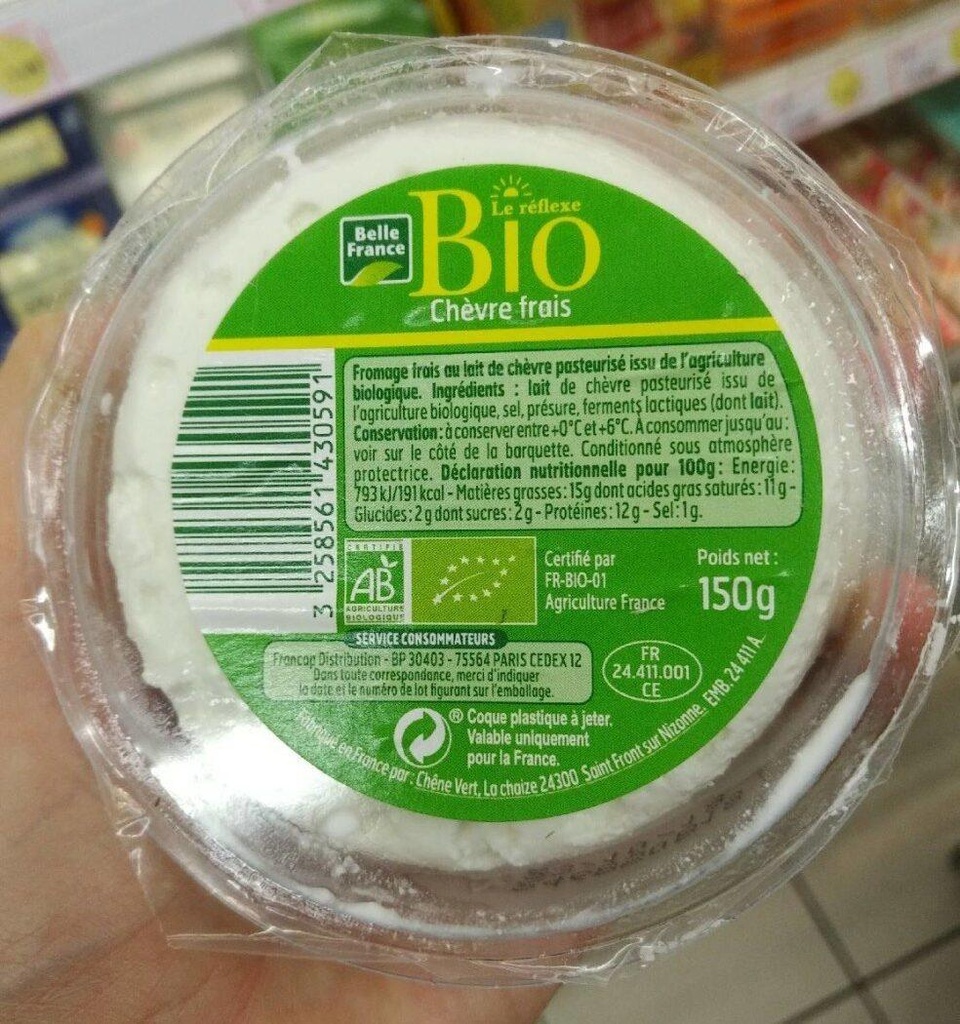 Le réflexe
Bio
Belle
France
Chèvre frais
Fromage frais au lait de chèvre pasteurisé issu de l'agriculture
biologique. Ingrédients : lait de chèvre pasteurisé issu de
l'agriculture biologique, sel, présure, ferments lactiques (dont lait).
Conservation : à conserver entre +0°C et +6°C. A consommer jusqu'au :
voir sur le côté de la barquette. Conditionné sous atmosphère
protectrice. Déclaration nutritionnelle pour 100g : Energie :
793 kJ/191 kcal - Matières grasses : 15g dont acides gras saturés : 11g -
Glucides : 2g dont sucres : 2g - Protéines : 12g - Sel : 1g.
3 258561 430591
CERTIFIÉ
AB
AGRICULTURE
BIOLOGIQUE
Certifié par
FR-BIO-01
Agriculture France
Poids net :
150g
SERVICE CONSOMMATEURS
Francap Distribution - BP 30403 - 75564 PARIS CEDEX 12
Dans toute correspondance, merci d'indiquer
la date et le numéro de lot figurant sur l'emballage.
FR
24.411.001
CE
® Coque plastique à jeter.
Valable uniquement
pour la France.
Fabriqué en France par : Chêne Vert, La chaize 24300 Saint Front sur Nizonne. EMB. 24 411 A